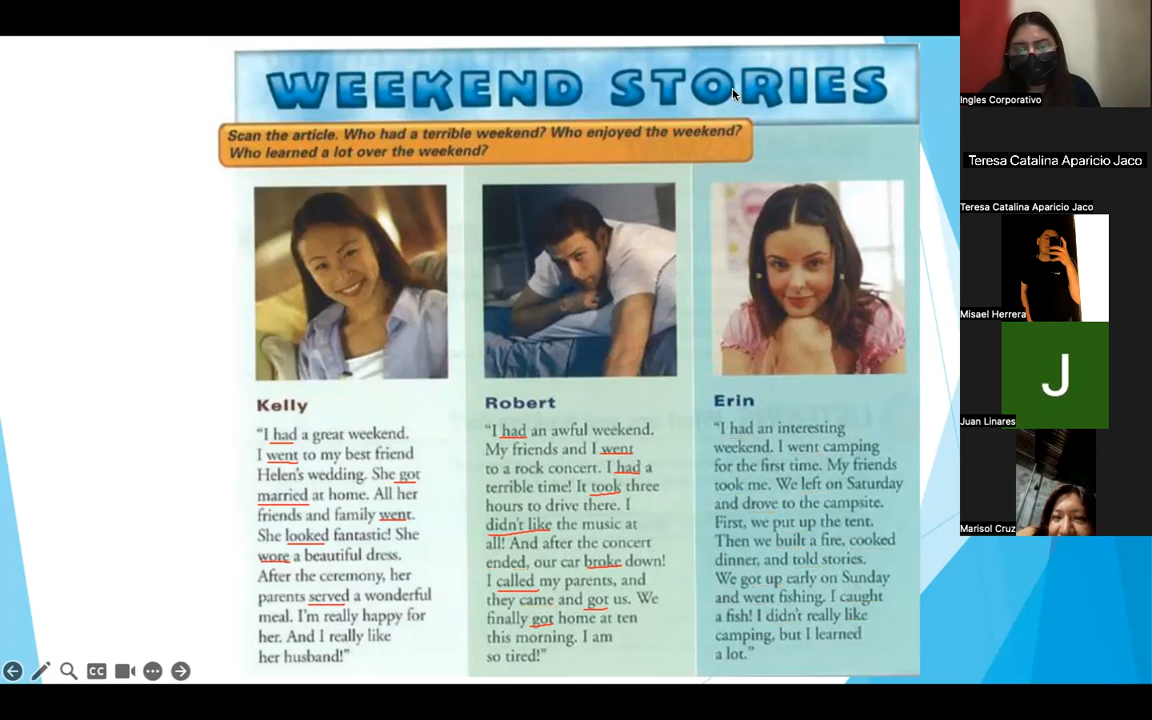 WEEKEND STORIES
Scan the article. Who had a terrible weekend? Who enjoyed the weekend?
Who learned a lot over the weekend?
Kelly
“I had a great weekend.
I went to my best friend
Helen's wedding. She got
married at home. All her
friends and family went.
She looked fantastic! She
wore a beautiful dress.
After the ceremony, her
parents served a wonderful
meal. I'm really happy for
her. And I really like
her husband!”
Robert
“I had an awful weekend.
My friends and I went
to a rock concert. I had a
terrible time! It took three
hours to drive there. I
didn't like the music at
all! And after the concert
ended, our car broke down!
I called my parents, and
they came and got us. We
finally got home at ten
this morning. I am
so tired!”
Erin
“I had an interesting
weekend. I went camping
for the first time. My friends
took me. We left on Saturday
and drove to the campsite.
First, we put up the tent.
Then we built a fire, cooked
dinner, and told stories.
We got up early on Sunday
and went fishing. I caught
a fish! I didn't really like
camping, but I learned
a lot.”
CC
Ingles Corporativo
Teresa Catalina Aparicio Jaco
Teresa Catalina Aparicio Jaco
Misael Herrera
J
Juan Linares
Marisol Cruz